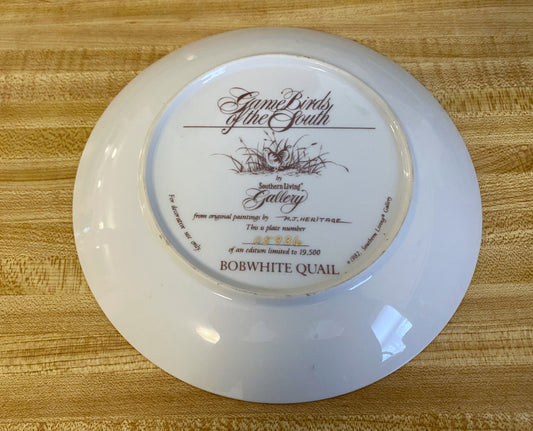 Game Birds
of the South
by
Southern Living®
Gallery
from original paintings by A.J. HERITAGE
This is plate number
of an edition limited to 19,500
BOBWHITE QUAIL
For decorative use only
© 1982, Southern Living® Gallery